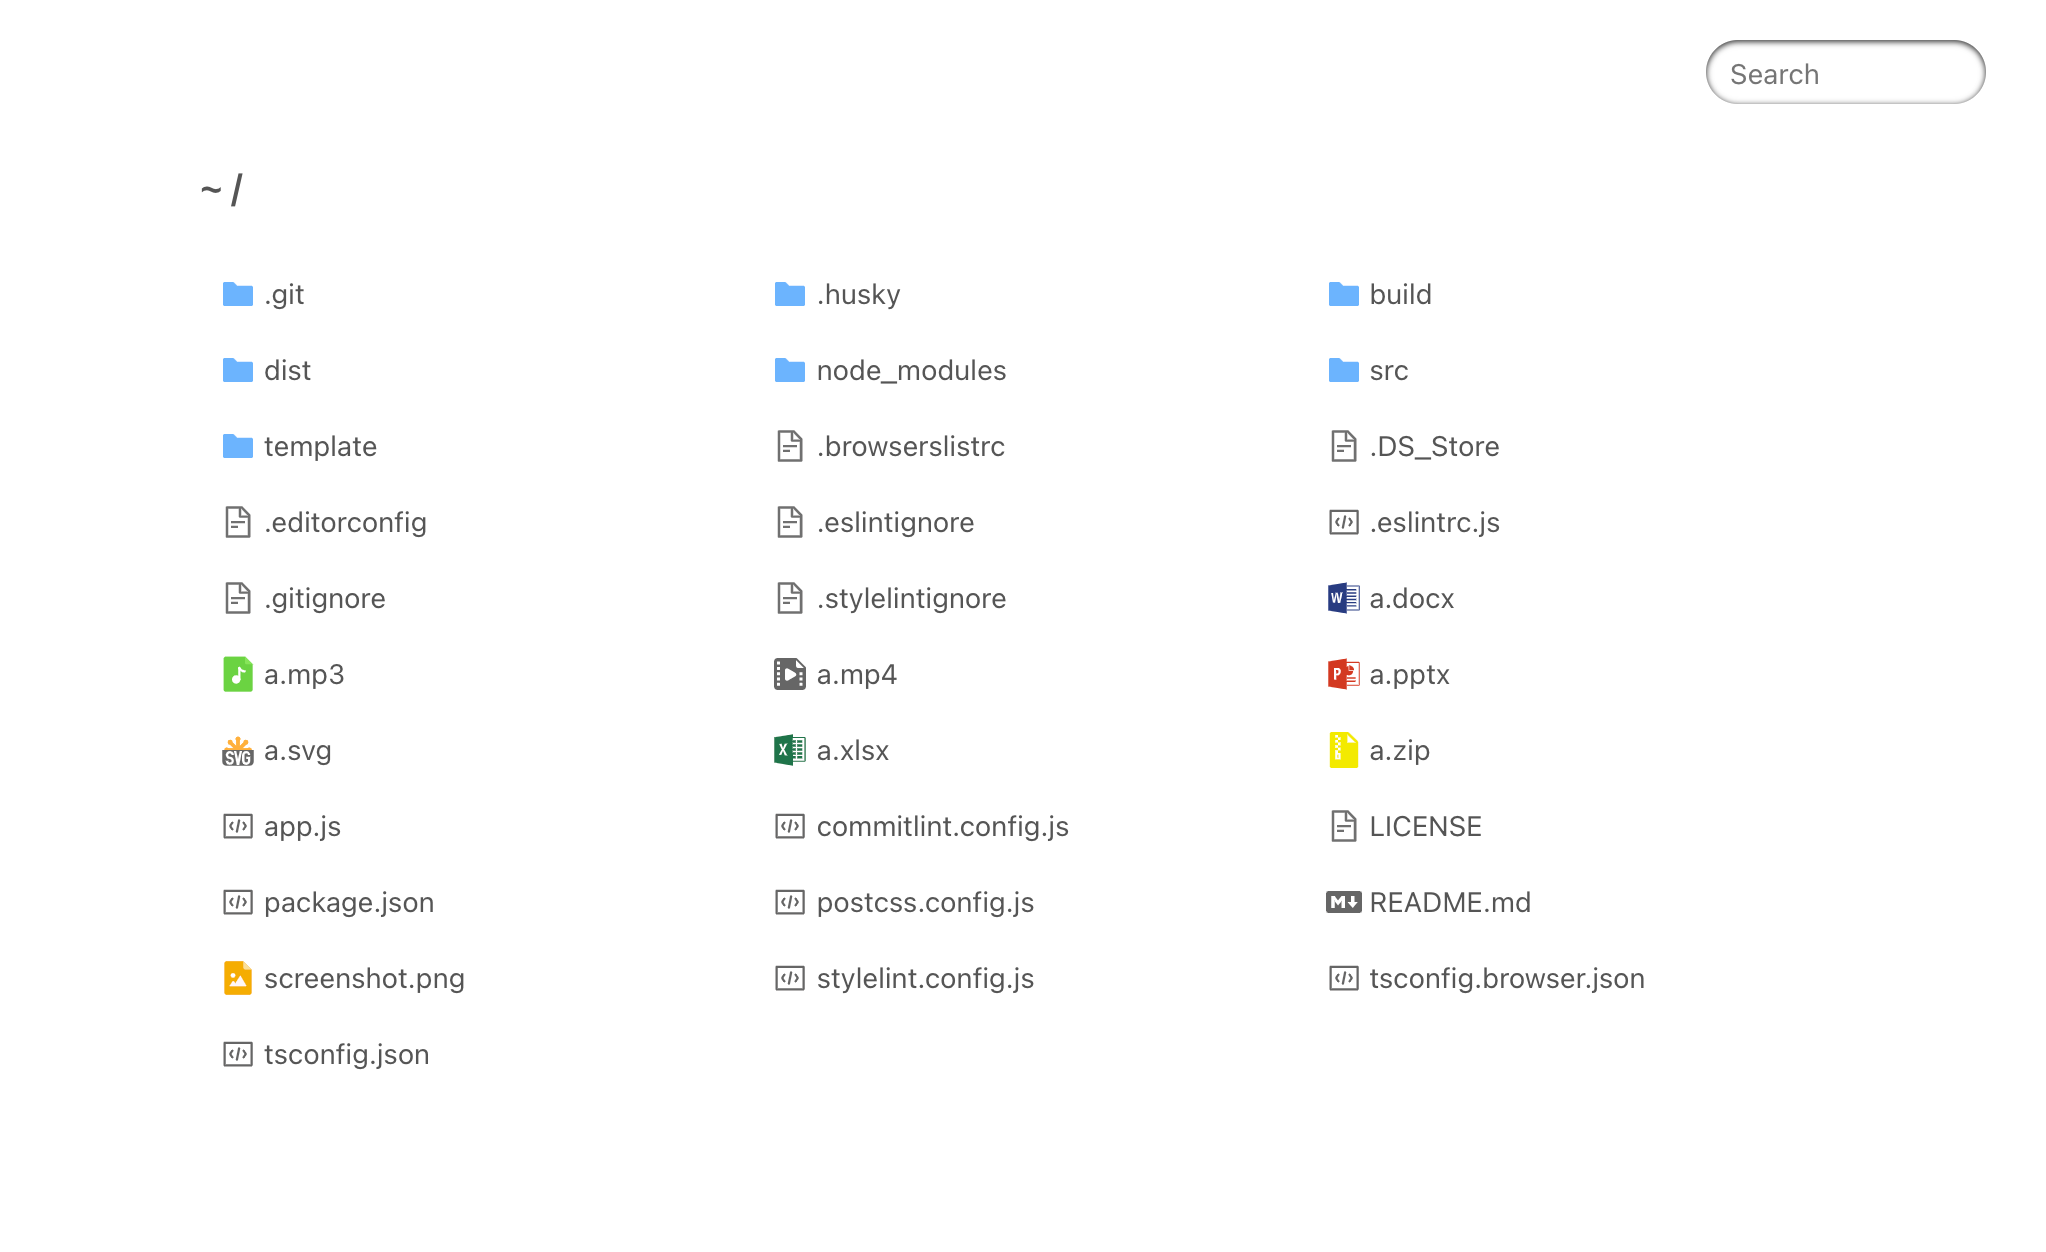 Search
~ /
.git .husky build
dist node_modules src
template .browserslistrc .DS_Store
.editorconfig .eslintignore .eslintrc.js
.gitignore .stylelintignore a.docx
a.mp3 a.mp4 a.pptx
a.svg a.xlsx a.zip
app.js commitlint.config.js LICENSE
package.json postcss.config.js README.md
screenshot.png stylelint.config.js tsconfig.browser.json
tsconfig.json